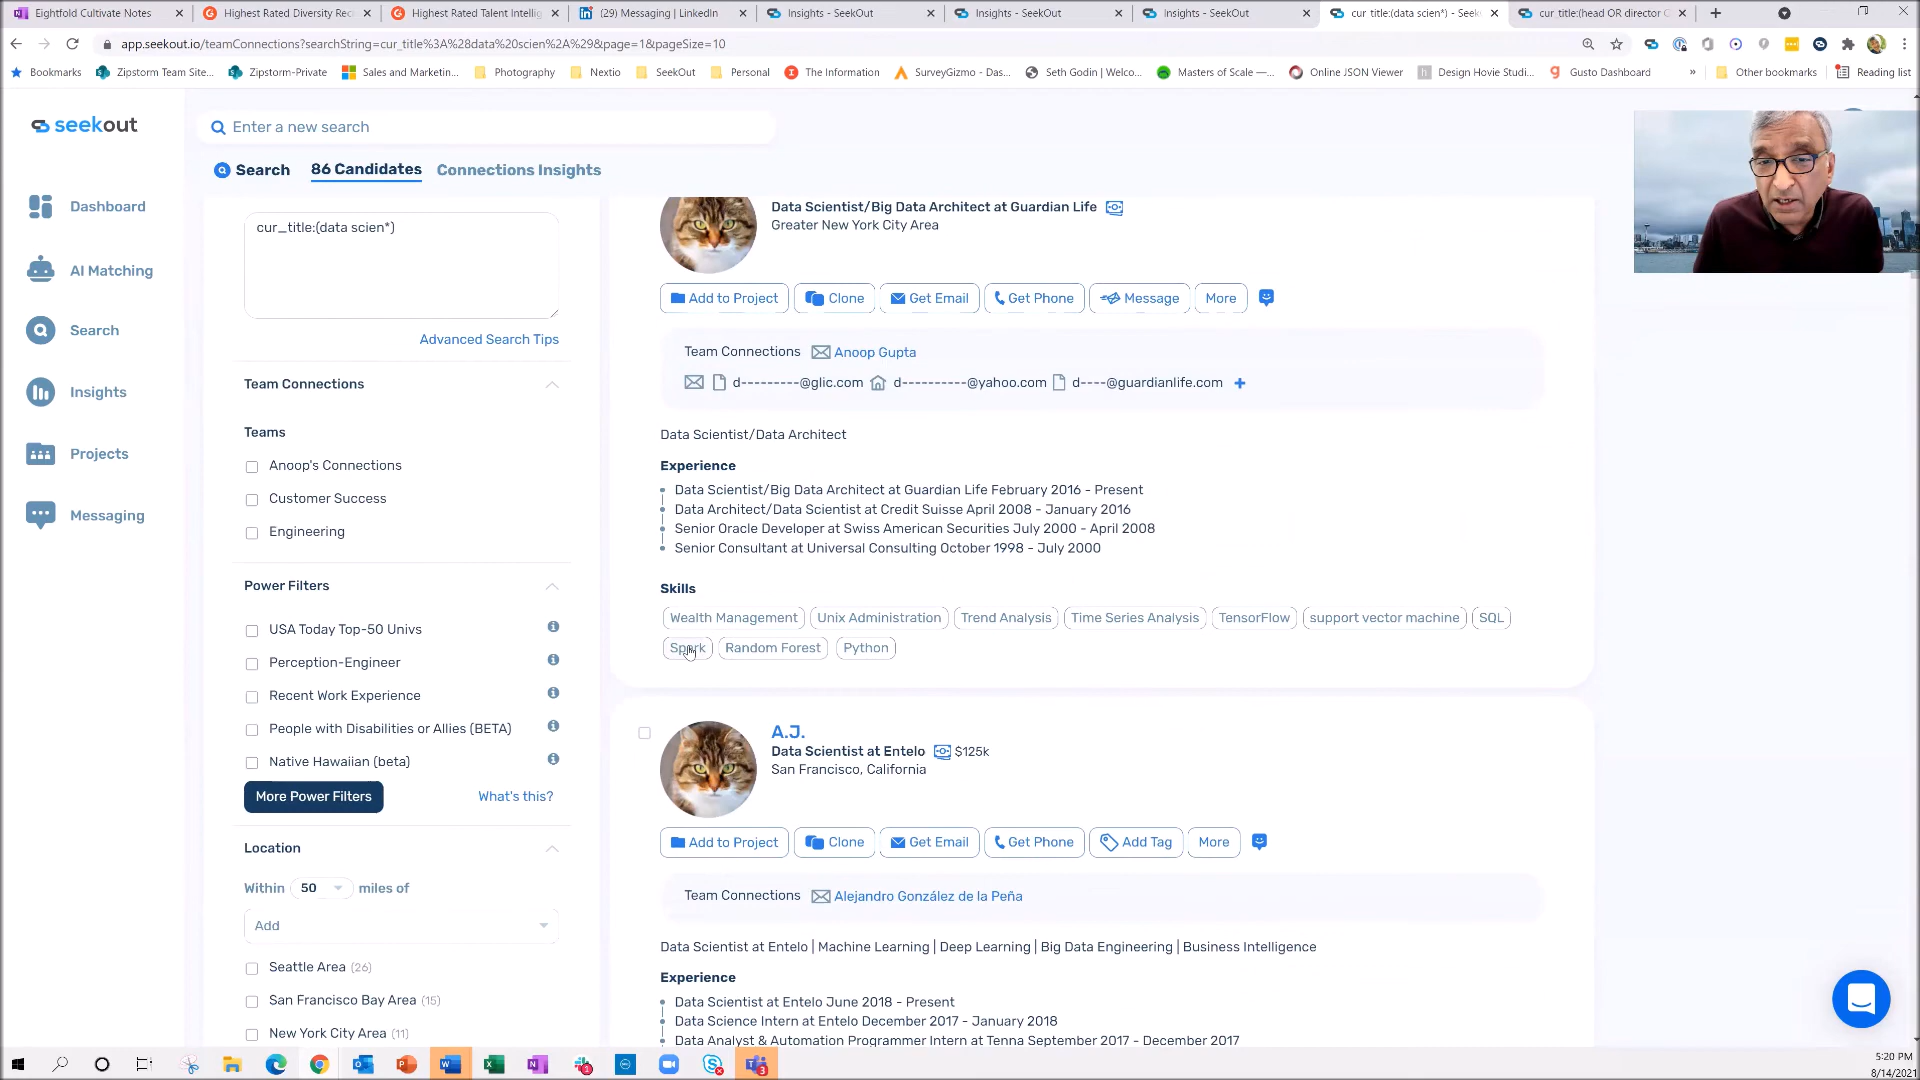 Eightfold Cultivate Notes
Highest Rated Diversity Rec
Highest Rated Talent Intellig
(29) Messaging | LinkedIn
Insights - SeekOut
Insights - SeekOut
Insights - SeekOut
cur_title:(data scien*) - Seek
cur_title:(head OR director
app.seekout.io/teamConnections?searchString=cur_title%3A%28data%20scien%2A%29&page=1&pageSize=10
Bookmarks
Zipstorm Team Site...
Zipstorm-Private
Sales and Marketin...
Photography
Nextio
SeekOut
Personal
The Information
SurveyGizmo - Das...
Seth Godin | Welco...
Masters of Scale —...
Online JSON Viewer
Design Hovie Studi...
Gusto Dashboard
»
Other bookmarks
Reading list
seekout
Enter a new search
Search
86 Candidates
Connections Insights
Dashboard
AI Matching
Search
Insights
Projects
Messaging
cur_title:(data scien*)
Advanced Search Tips
Team Connections
Teams
Anoop's Connections
Customer Success
Engineering
Power Filters
USA Today Top-50 Univs
Perception-Engineer
Recent Work Experience
People with Disabilities or Allies (BETA)
Native Hawaiian (beta)
More Power Filters
What's this?
Location
Within 50 miles of
Add
Seattle Area (26)
San Francisco Bay Area (15)
New York City Area (11)
Data Scientist/Big Data Architect at Guardian Life
Greater New York City Area
Add to Project
Clone
Get Email
Get Phone
Message
More
Team Connections Anoop Gupta
d---------@glic.com d----------@yahoo.com d----@guardianlife.com +
Data Scientist/Data Architect
Experience
Data Scientist/Big Data Architect at Guardian Life February 2016 - Present
Data Architect/Data Scientist at Credit Suisse April 2008 - January 2016
Senior Oracle Developer at Swiss American Securities July 2000 - April 2008
Senior Consultant at Universal Consulting October 1998 - July 2000
Skills
Wealth Management Unix Administration Trend Analysis Time Series Analysis TensorFlow support vector machine SQL
Spark Random Forest Python
A.J.
Data Scientist at Entelo $125k
San Francisco, California
Add to Project
Clone
Get Email
Get Phone
Add Tag
More
Team Connections Alejandro González de la Peña
Data Scientist at Entelo | Machine Learning | Deep Learning | Big Data Engineering | Business Intelligence
Experience
Data Scientist at Entelo June 2018 - Present
Data Science Intern at Entelo December 2017 - January 2018
Data Analyst & Automation Programmer Intern at Tenna September 2017 - December 2017
5:20 PM
8/14/2021